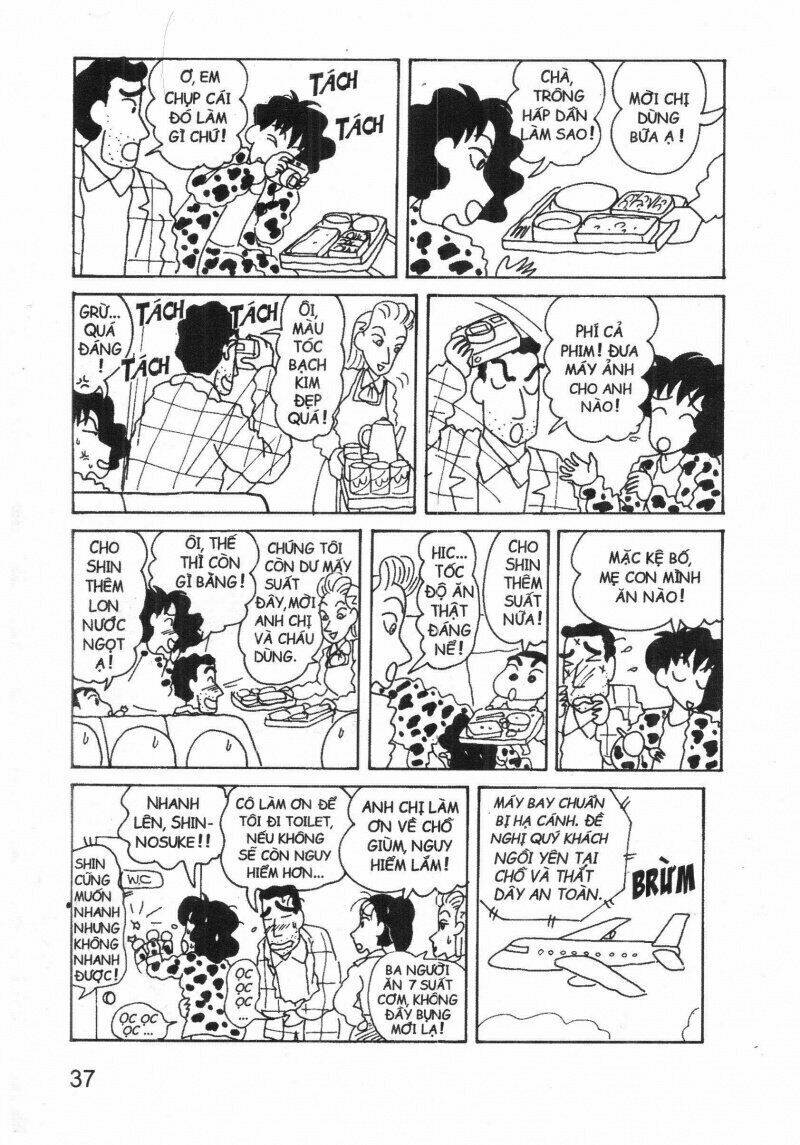 MỜI CHỊ
DÙNG
BỮA Ạ!
CHÀ,
TRÔNG
HẤP DẪN
LÀM SAO!
TÁCH
TÁCH
Ơ, EM
CHỤP CÁI
ĐÓ LÀM
GÌ CHỨ!
PHÍ CẢ
PHIM! ĐƯA
MÁY ẢNH
CHO ANH
NÀO!
ÔI,
MÀU
TÓC
BẠCH
KIM
ĐẸP
QUÁ!
TÁCH
TÁCH
TÁCH
GRỪ...
QUÁ
ĐÁNG
!
MẶC KỆ BỐ,
MẸ CON MÌNH
ĂN NÀO!
CHO
SHIN
THÊM
SUẤT
NỮA!
HIC...
TỐC
ĐỘ ĂN
THẬT
ĐÁNG
NỂ!
CHÚNG TÔI
CÒN DƯ MẤY
SUẤT
ĐÂY, MỜI
ANH CHỊ
VÀ CHÁU
DÙNG.
ÔI, THẾ
THÌ CÒN
GÌ BẰNG!
CHO
SHIN
THÊM
LON
NƯỚC
NGỌT
Ạ!
MÁY BAY CHUẨN
BỊ HẠ CÁNH. ĐỀ
NGHỊ QUÝ KHÁCH
NGỒI YÊN TẠI
CHỖ VÀ THẮT
DÂY AN TOÀN.
BRỪM
ANH CHỊ LÀM
ƠN VỀ CHỖ
GIÙM, NGUY
HIỂM LẮM!
BA NGƯỜI
ĂN 7 SUẤT
CƠM, KHÔNG
ĐẦY BỤNG
MỚI LẠ!
CÔ LÀM ƠN ĐỂ
TÔI ĐI TOILET,
NẾU KHÔNG
SẼ CÒN NGUY
HIỂM HƠN...
ỌC
ỌC
ỌC
...
NHANH
LÊN, SHIN-
NOSUKE!!
W.C
SHIN
CŨNG
MUỐN
NHANH
NHƯNG
KHÔNG
NHANH
ĐƯỢC!
ỌC ỌC
ỌC ...
37